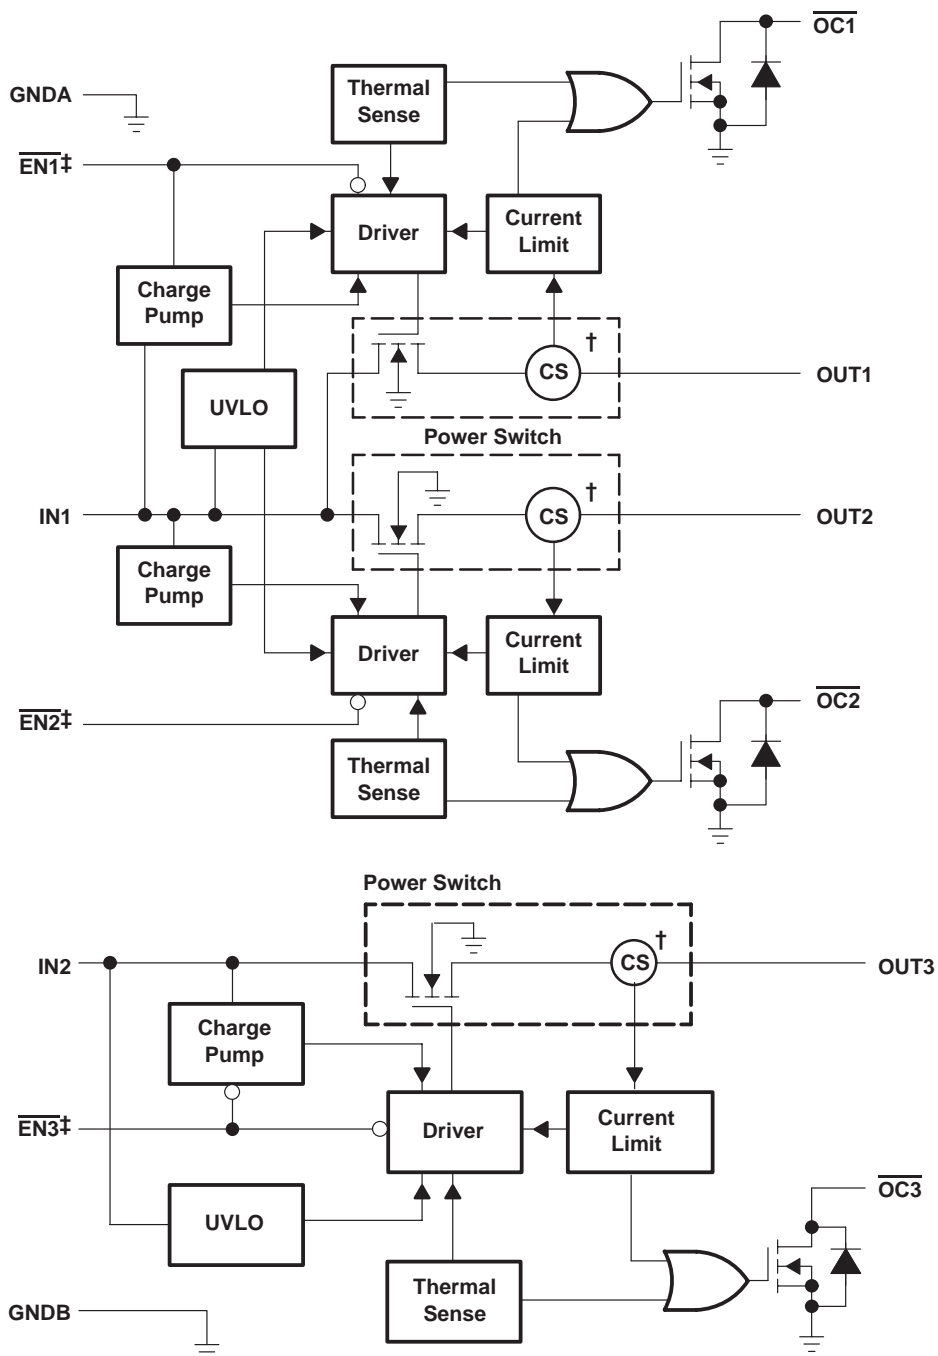 OC1
Thermal
Sense
GNDA
EN1‡
Driver
Current
Limit
Charge
Pump
†
CS
OUT1
UVLO
Power Switch
†
IN1
CS
OUT2
Charge
Pump
Driver
Current
Limit
OC2
EN2‡
Thermal
Sense
Power Switch
†
IN2
CS
OUT3
Charge
Pump
EN3‡
Driver
Current
Limit
OC3
UVLO
Thermal
Sense
GNDB